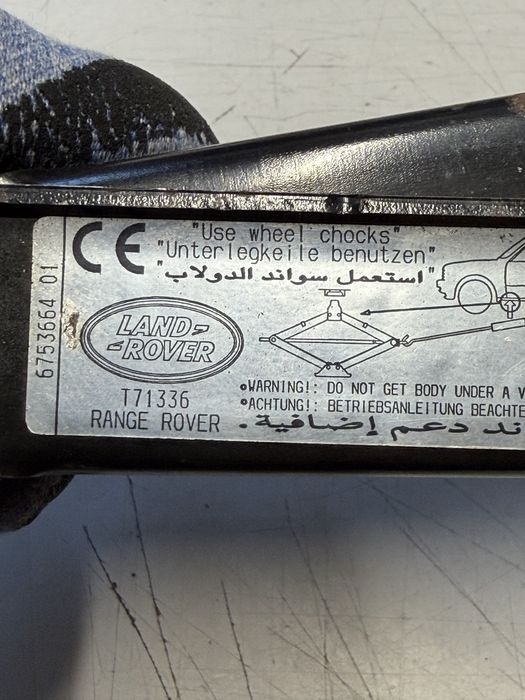 6753664 01
CE
"Use wheel chocks"
"Unterlegkeile benutzen"
"استعمل سواند الدولاب"
LAND-
-ROVER
T71336
RANGE ROVER
•WARNING!: DO NOT GET BODY UNDER A V
•ACHTUNG!: BETRIEBSANLEITUNG BEACHTE
ند دعم إضافية.